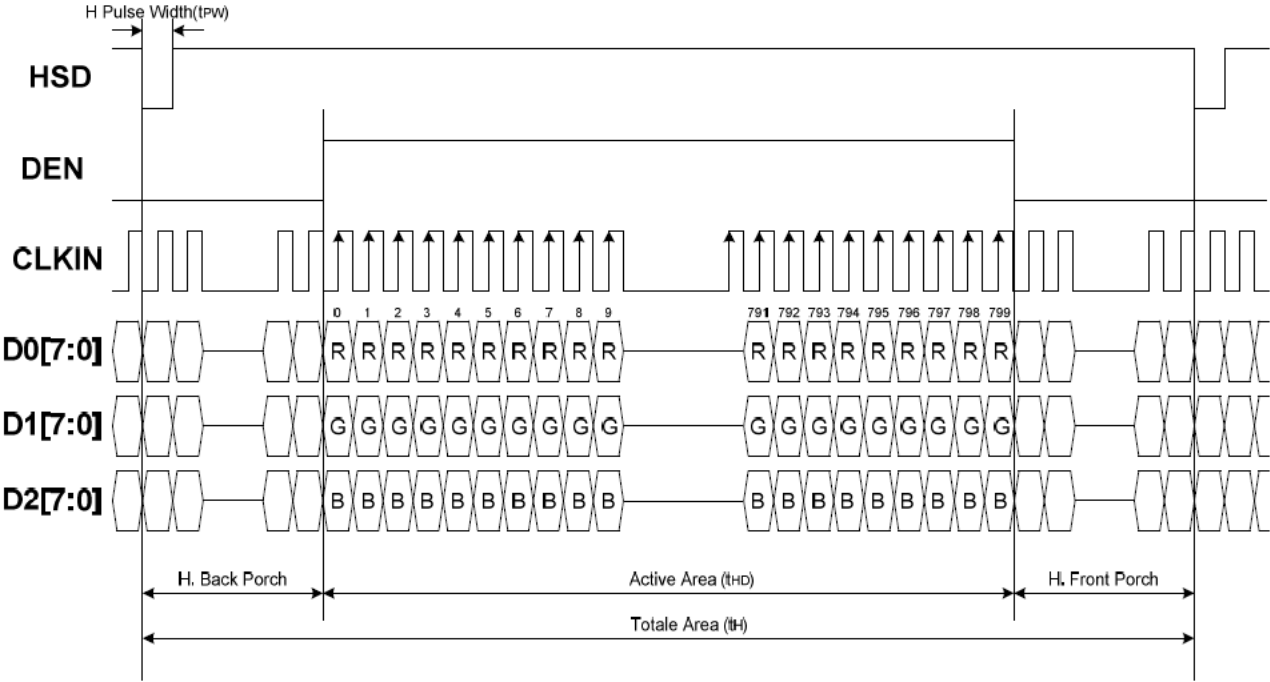 H Pulse Width(tPW)
HSD
DEN
CLKIN
0 1 2 3 4 5 6 7 8 9 791 792 793 794 795 796 797 798 799
D0[7:0] R R R R R R R R R R R R R R R R R R R
D1[7:0] G G G G G G G G G G G G G G G G G G G
D2[7:0] B B B B B B B B B B B B B B B B B B B
H. Back Porch Active Area (tHD) H. Front Porch
Totale Area (tH)